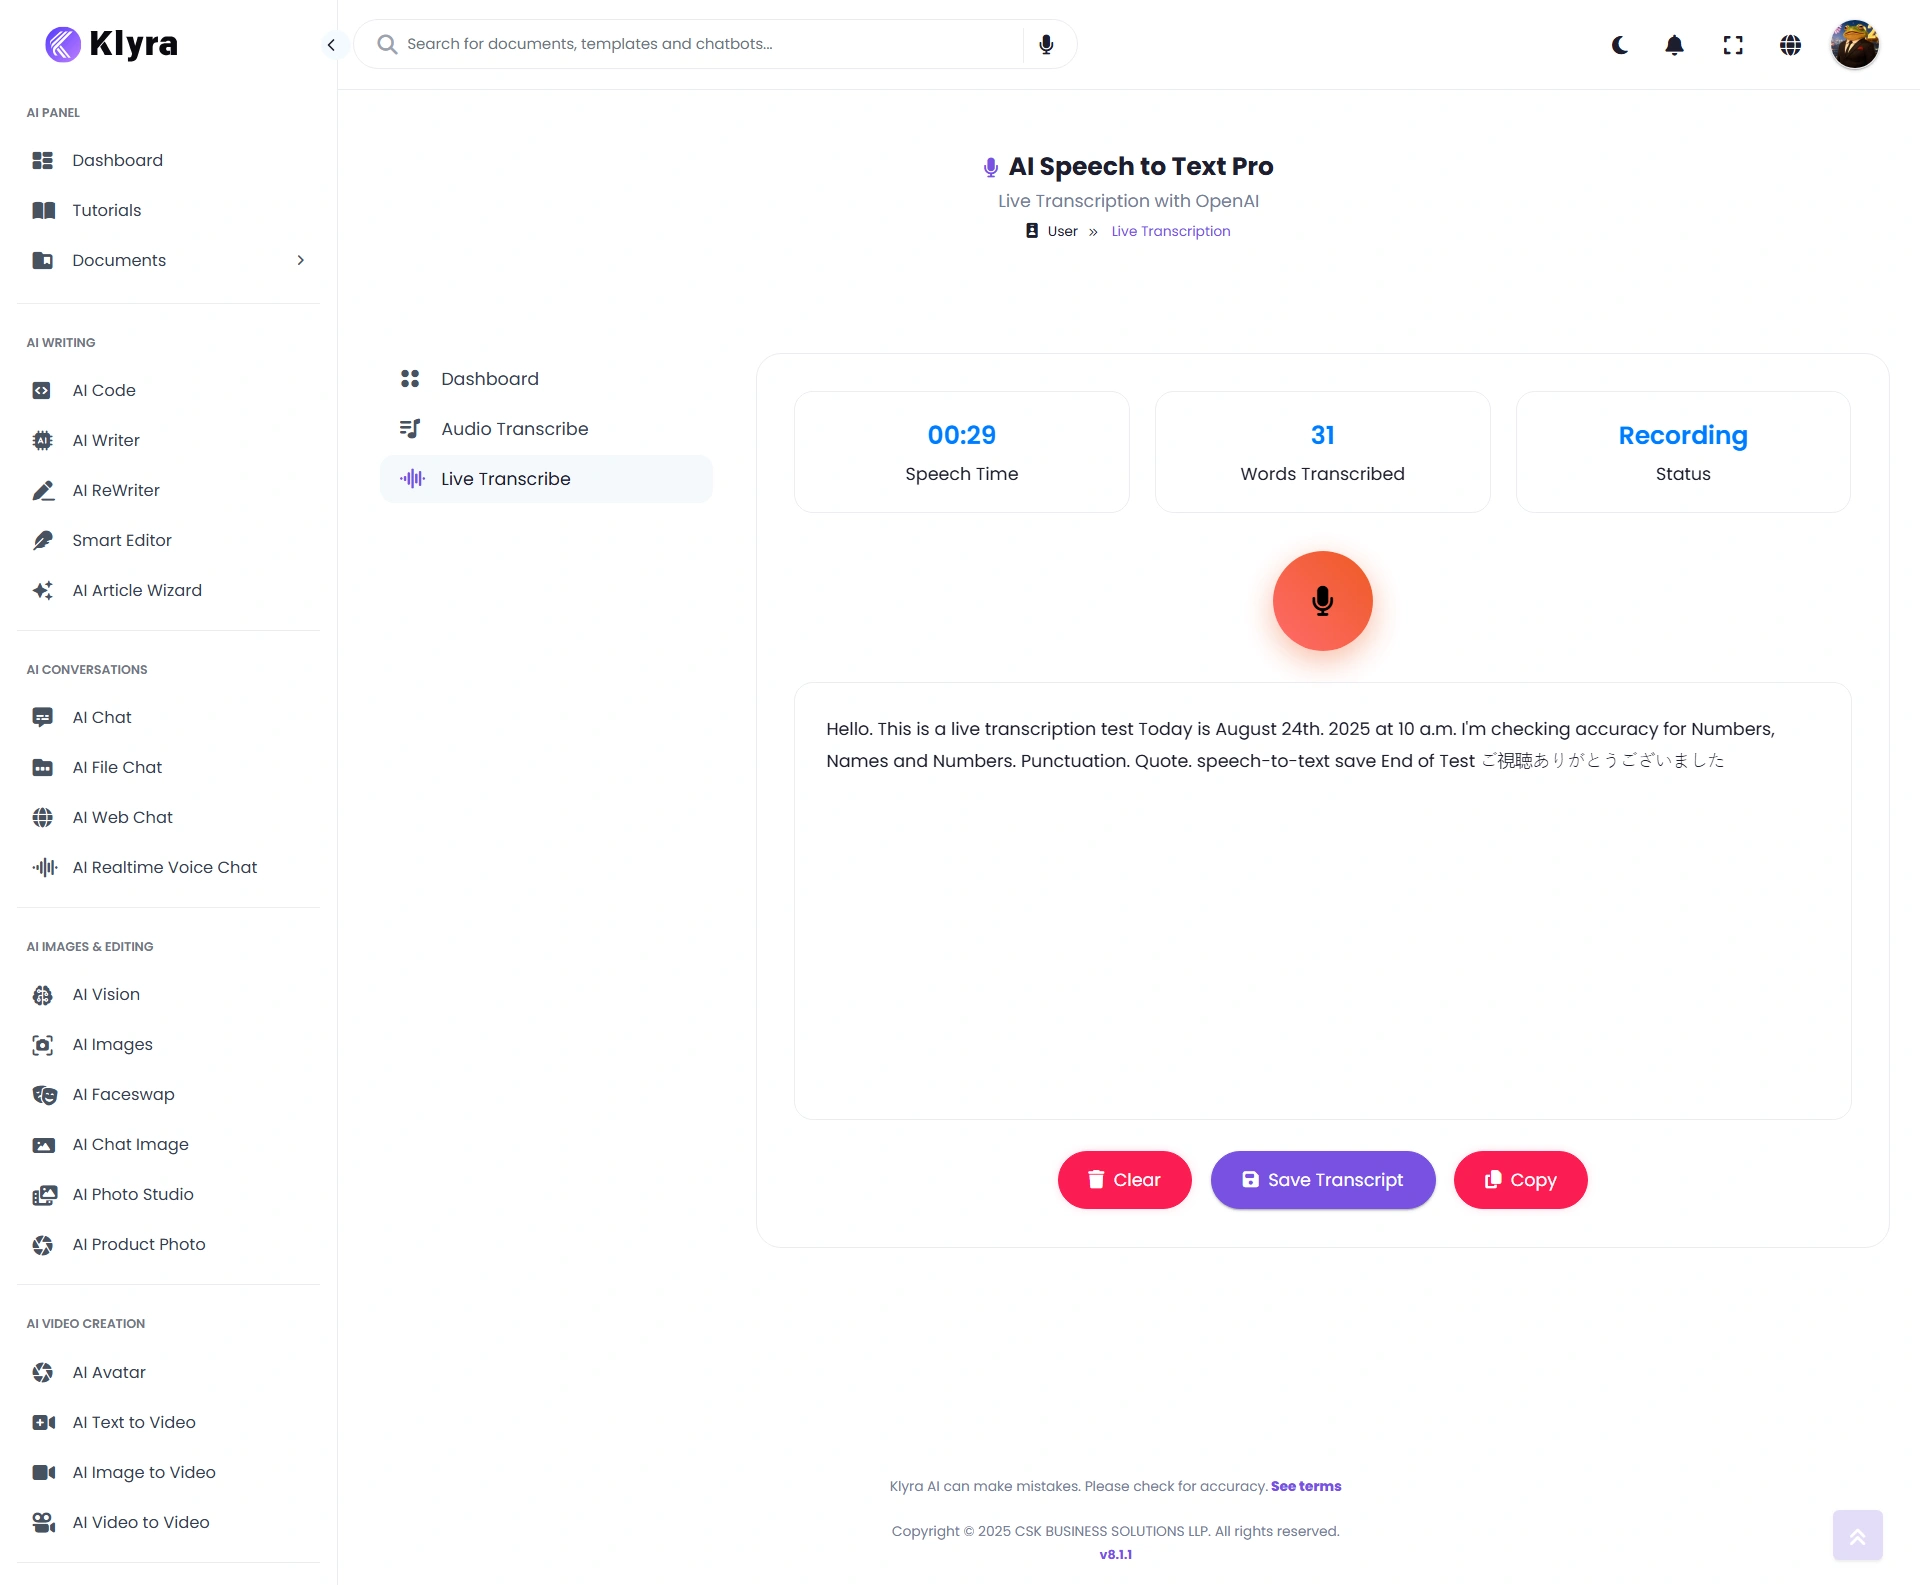 Klyra
Search for documents, templates and chatbots...
AI PANEL
Dashboard
Tutorials
Documents
AI WRITING
AI Code
AI Writer
AI ReWriter
Smart Editor
AI Article Wizard
AI CONVERSATIONS
AI Chat
AI File Chat
AI Web Chat
AI Realtime Voice Chat
AI IMAGES & EDITING
AI Vision
AI Images
AI Faceswap
AI Chat Image
AI Photo Studio
AI Product Photo
AI VIDEO CREATION
AI Avatar
AI Text to Video
AI Image to Video
AI Video to Video
AI Speech to Text Pro
Live Transcription with OpenAI
User » Live Transcription
Dashboard
Audio Transcribe
Live Transcribe
00:29
Speech Time
31
Words Transcribed
Recording
Status
Hello. This is a live transcription test Today is August 24th. 2025 at 10 a.m. I'm checking accuracy for Numbers,
Names and Numbers. Punctuation. Quote. speech-to-text save End of Test ご視聴ありがとうございました
Clear
Save Transcript
Copy
Klyra AI can make mistakes. Please check for accuracy. See terms
Copyright © 2025 CSK BUSINESS SOLUTIONS LLP. All rights reserved.
v8.1.1